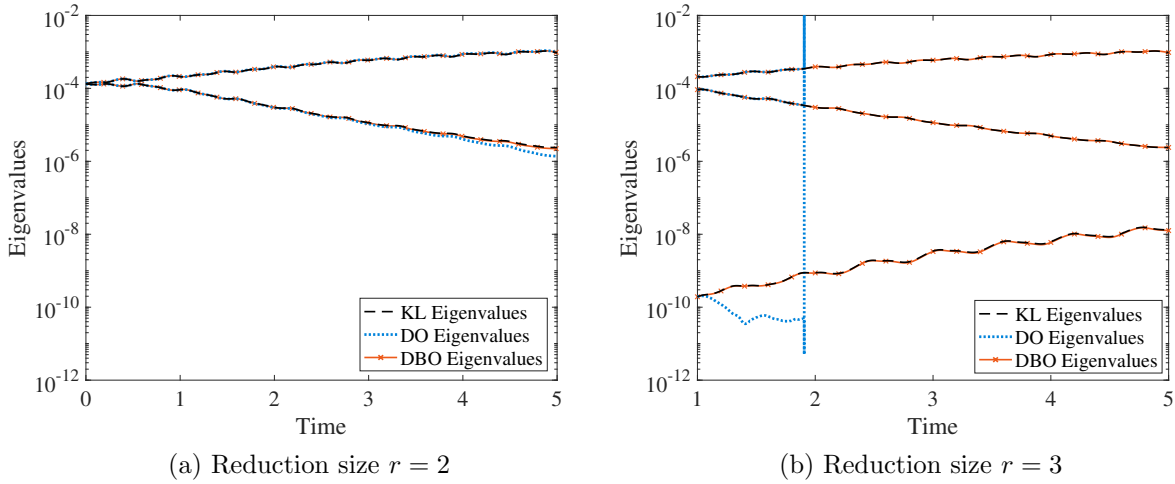 10^-2
10^-4
10^-6
10^-8
10^-10
10^-12
Eigenvalues
0 1 2 3 4 5
Time
KL Eigenvalues
DO Eigenvalues
DBO Eigenvalues
(a) Reduction size r = 2
10^-2
10^-4
10^-6
10^-8
10^-10
10^-12
Eigenvalues
1 2 3 4 5
Time
KL Eigenvalues
DO Eigenvalues
DBO Eigenvalues
(b) Reduction size r = 3